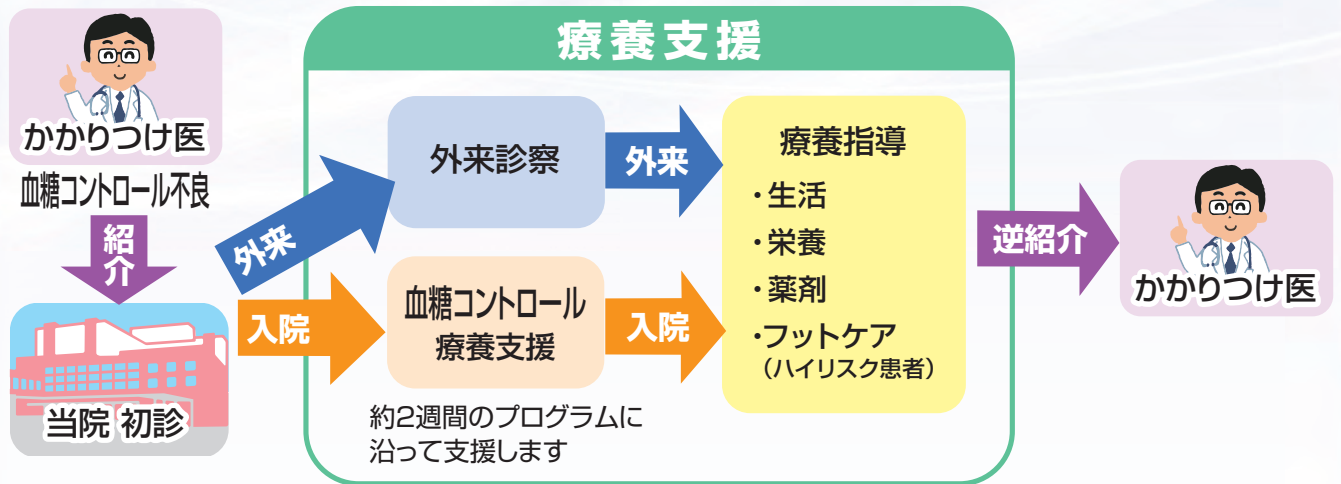 かかりつけ医
血糖コントロール不良
紹介
当院 初診
外来
入院
療養支援
外来診察
外来
血糖コントロール
療養支援
入院
約2週間のプログラムに
沿って支援します
療養指導
・生活
・栄養
・薬剤
・フットケア
（ハイリスク患者）
逆紹介
かかりつけ医